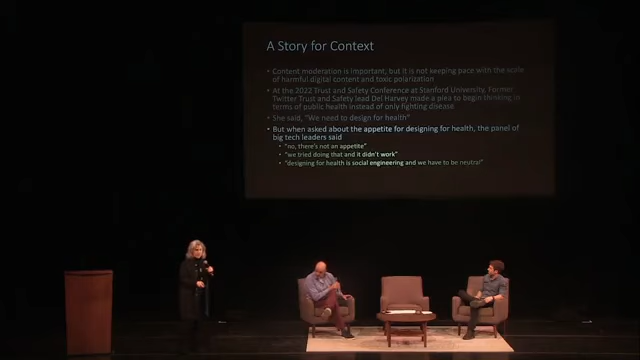 A Story for Context
• Content moderation is important, but it is not keeping pace with the scale
of harmful digital content and toxic polarization
• At the 2022 Trust and Safety Conference at Stanford University, Former
Twitter Trust and Safety lead Del Harvey made a plea to begin thinking in
terms of public health instead of only fighting disease
• She said, "We need to design for health"
• But when asked about the appetite for designing for health, the panel of
big tech leaders said
• "no, there's not an appetite"
• "we tried doing that and it didn't work"
• "designing for health is social engineering and we have to be neutral"